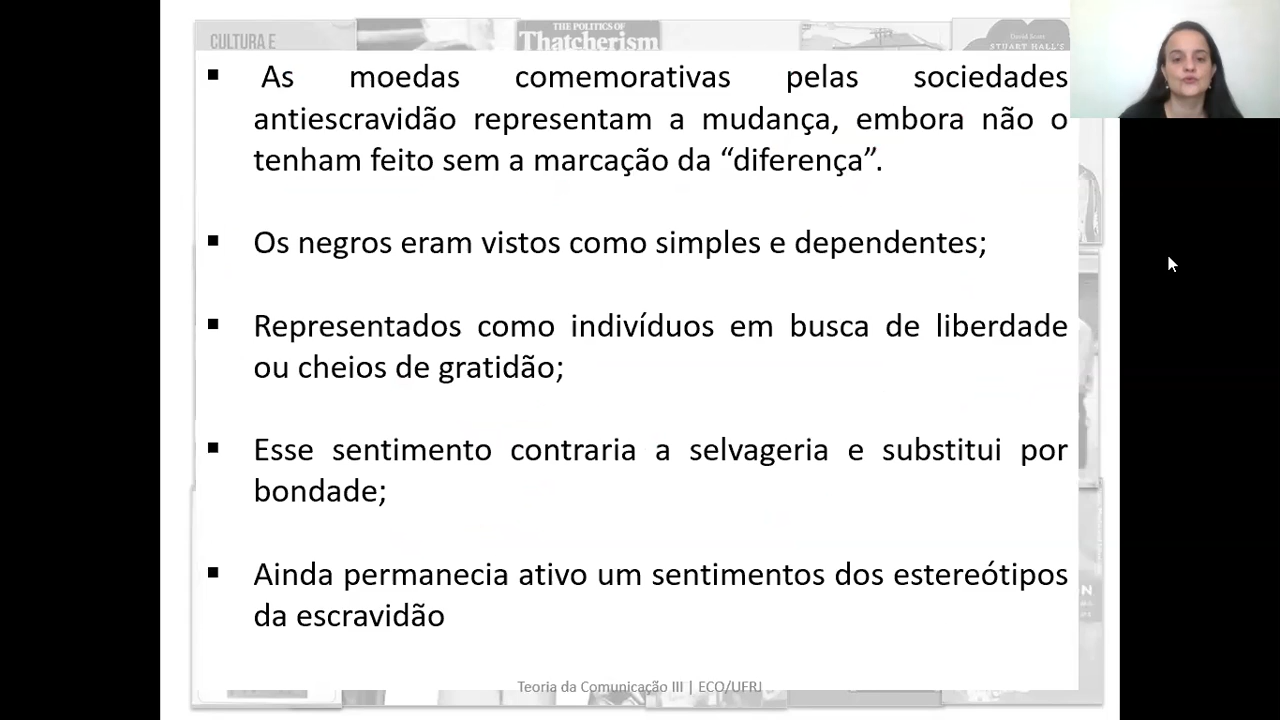 CULTURA E
THE POLITICS OF
Thatcherism
David Scott
STUART HALL'S
▪ As moedas comemorativas pelas sociedades
antiescravidão representam a mudança, embora não o
tenham feito sem a marcação da “diferença”.
▪ Os negros eram vistos como simples e dependentes;
▪ Representados como indivíduos em busca de liberdade
ou cheios de gratidão;
▪ Esse sentimento contraria a selvageria e substitui por
bondade;
▪ Ainda permanecia ativo um sentimentos dos estereótipos
da escravidão
Teoria da Comunicação III | ECO/UFRJ